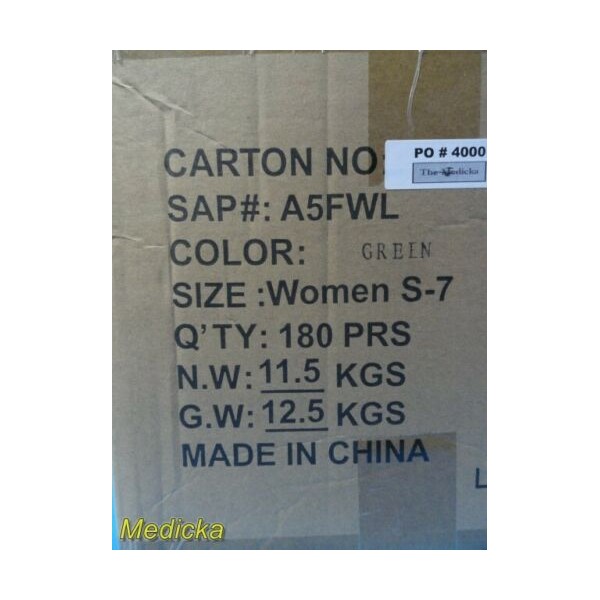 PO # 4000
The Medicka
CARTON NO:
SAP#: A5FWL
COLOR: GREEN
SIZE :Women S-7
Q'TY: 180 PRS
N.W: 11.5 KGS
G.W: 12.5 KGS
MADE IN CHINA
L
Medicka